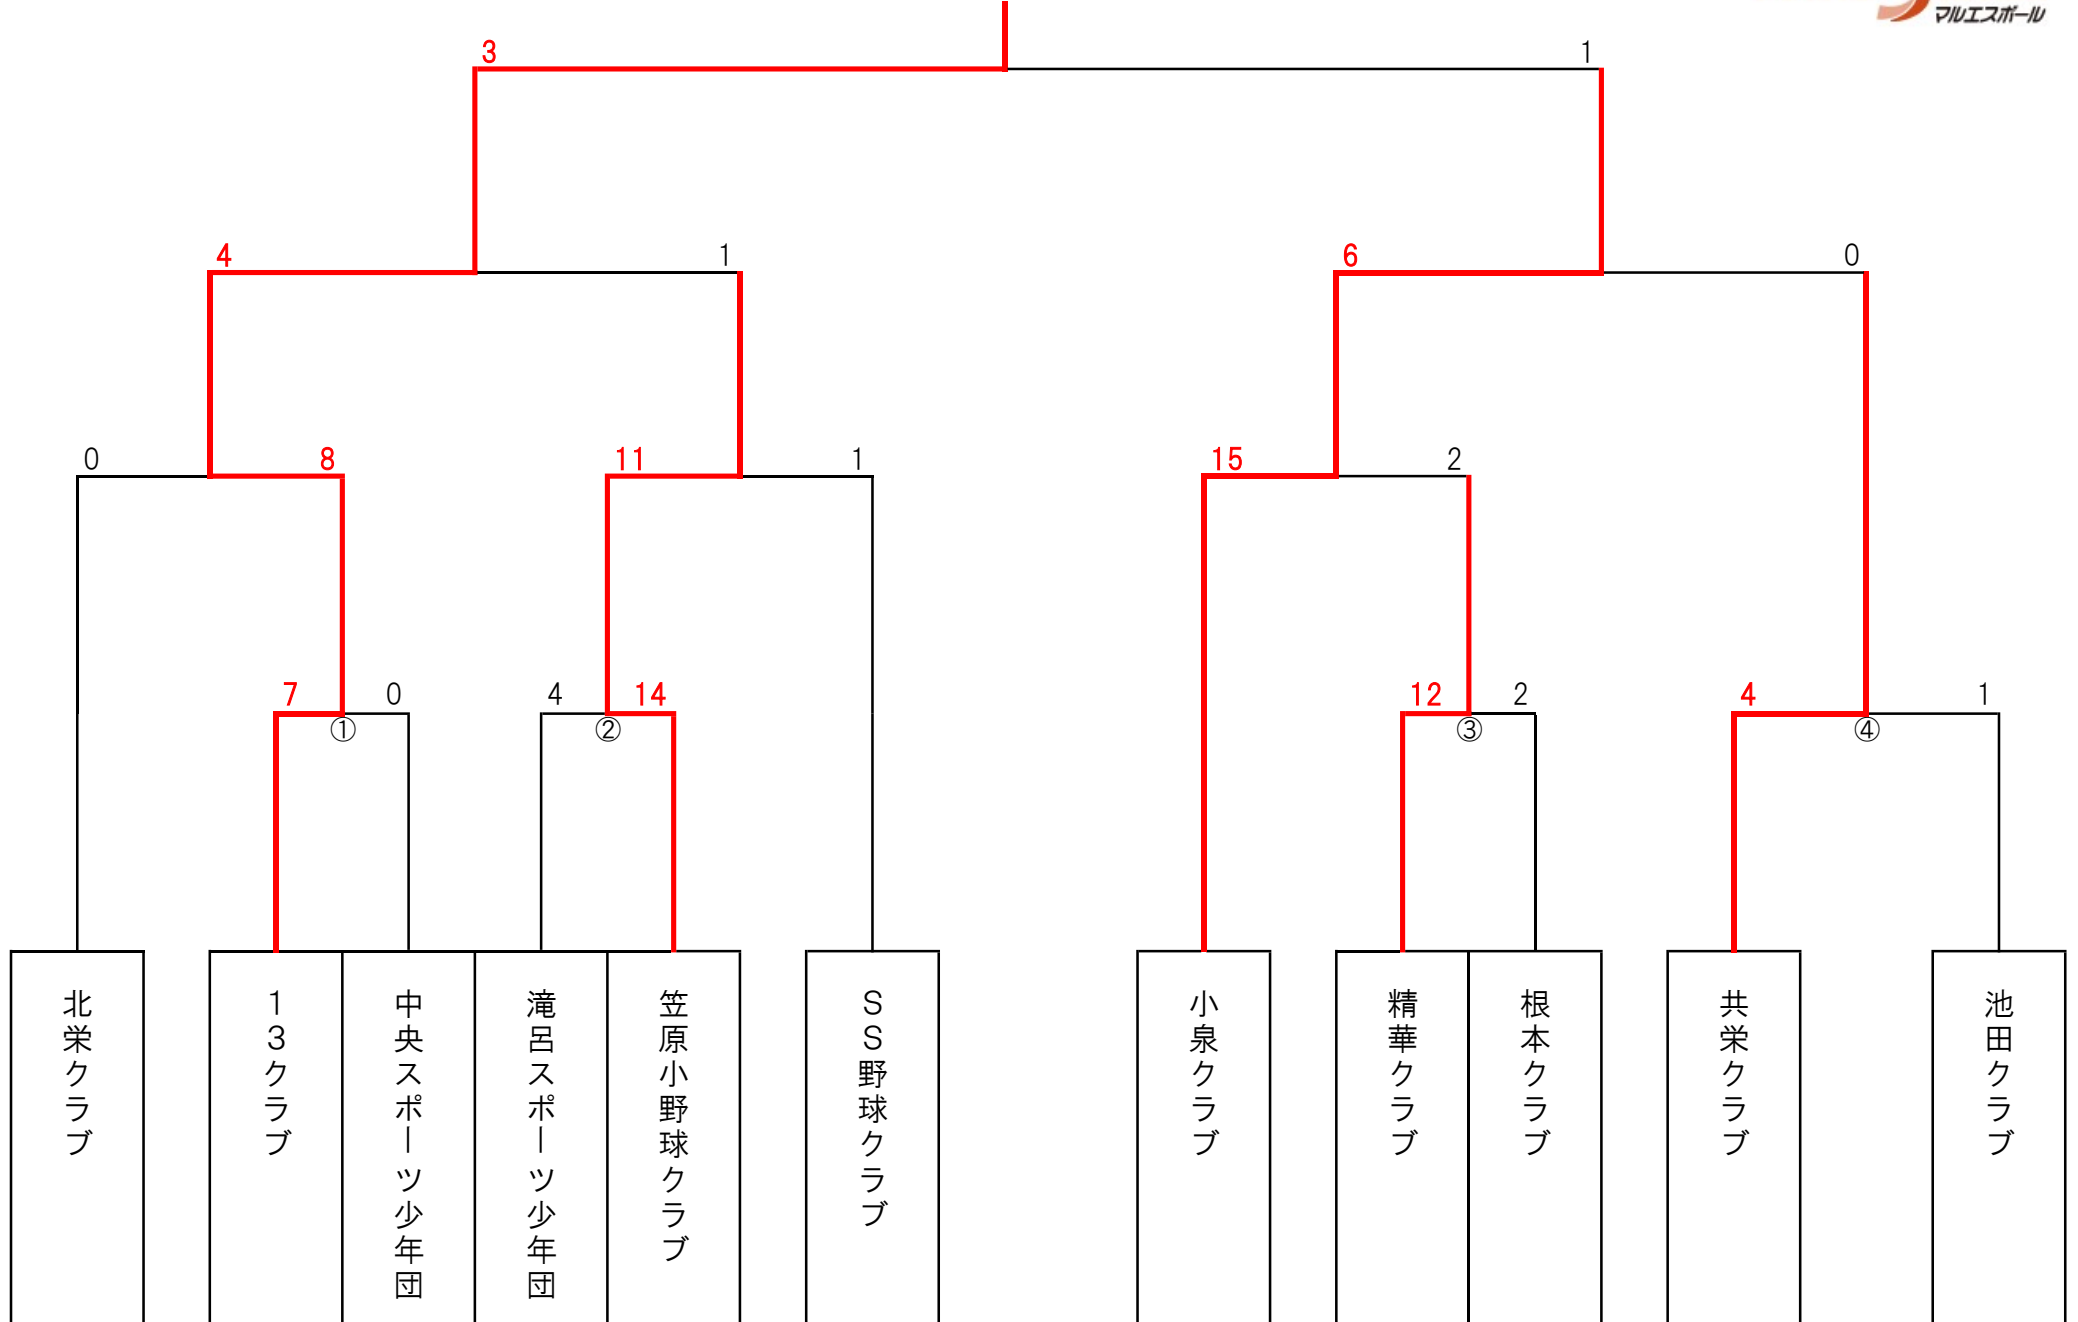 マルエスボール
3
1
4
1
6
0
0
8
11
1
15
2
7
0
4
14
12
2
4
1
①
②
③
④
北栄クラブ
13クラブ
中央スポーツ少年団
滝呂スポーツ少年団
笠原小野球クラブ
SS野球クラブ
小泉クラブ
精華クラブ
根本クラブ
共栄クラブ
池田クラブ